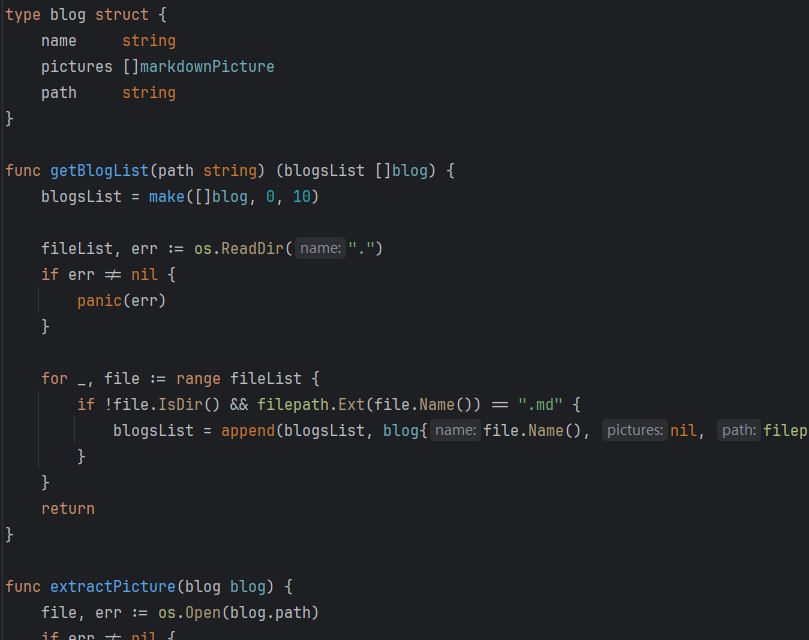 type blog struct {
    name     string
    pictures []markdownPicture
    path     string
}

func getBlogList(path string) (blogsList []blog) {
    blogsList = make([]blog, 0, 10)

    fileList, err := os.ReadDir( name: ".")
    if err ≠ nil {
        panic(err)
    }

    for _, file := range fileList {
        if !file.IsDir() && filepath.Ext(file.Name()) == ".md" {
            blogsList = append(blogsList, blog{ name: file.Name(), pictures: nil, path: filep
        }
    }
    return
}

func extractPicture(blog blog) {
    file, err := os.Open(blog.path)
    if err ≠ nil {